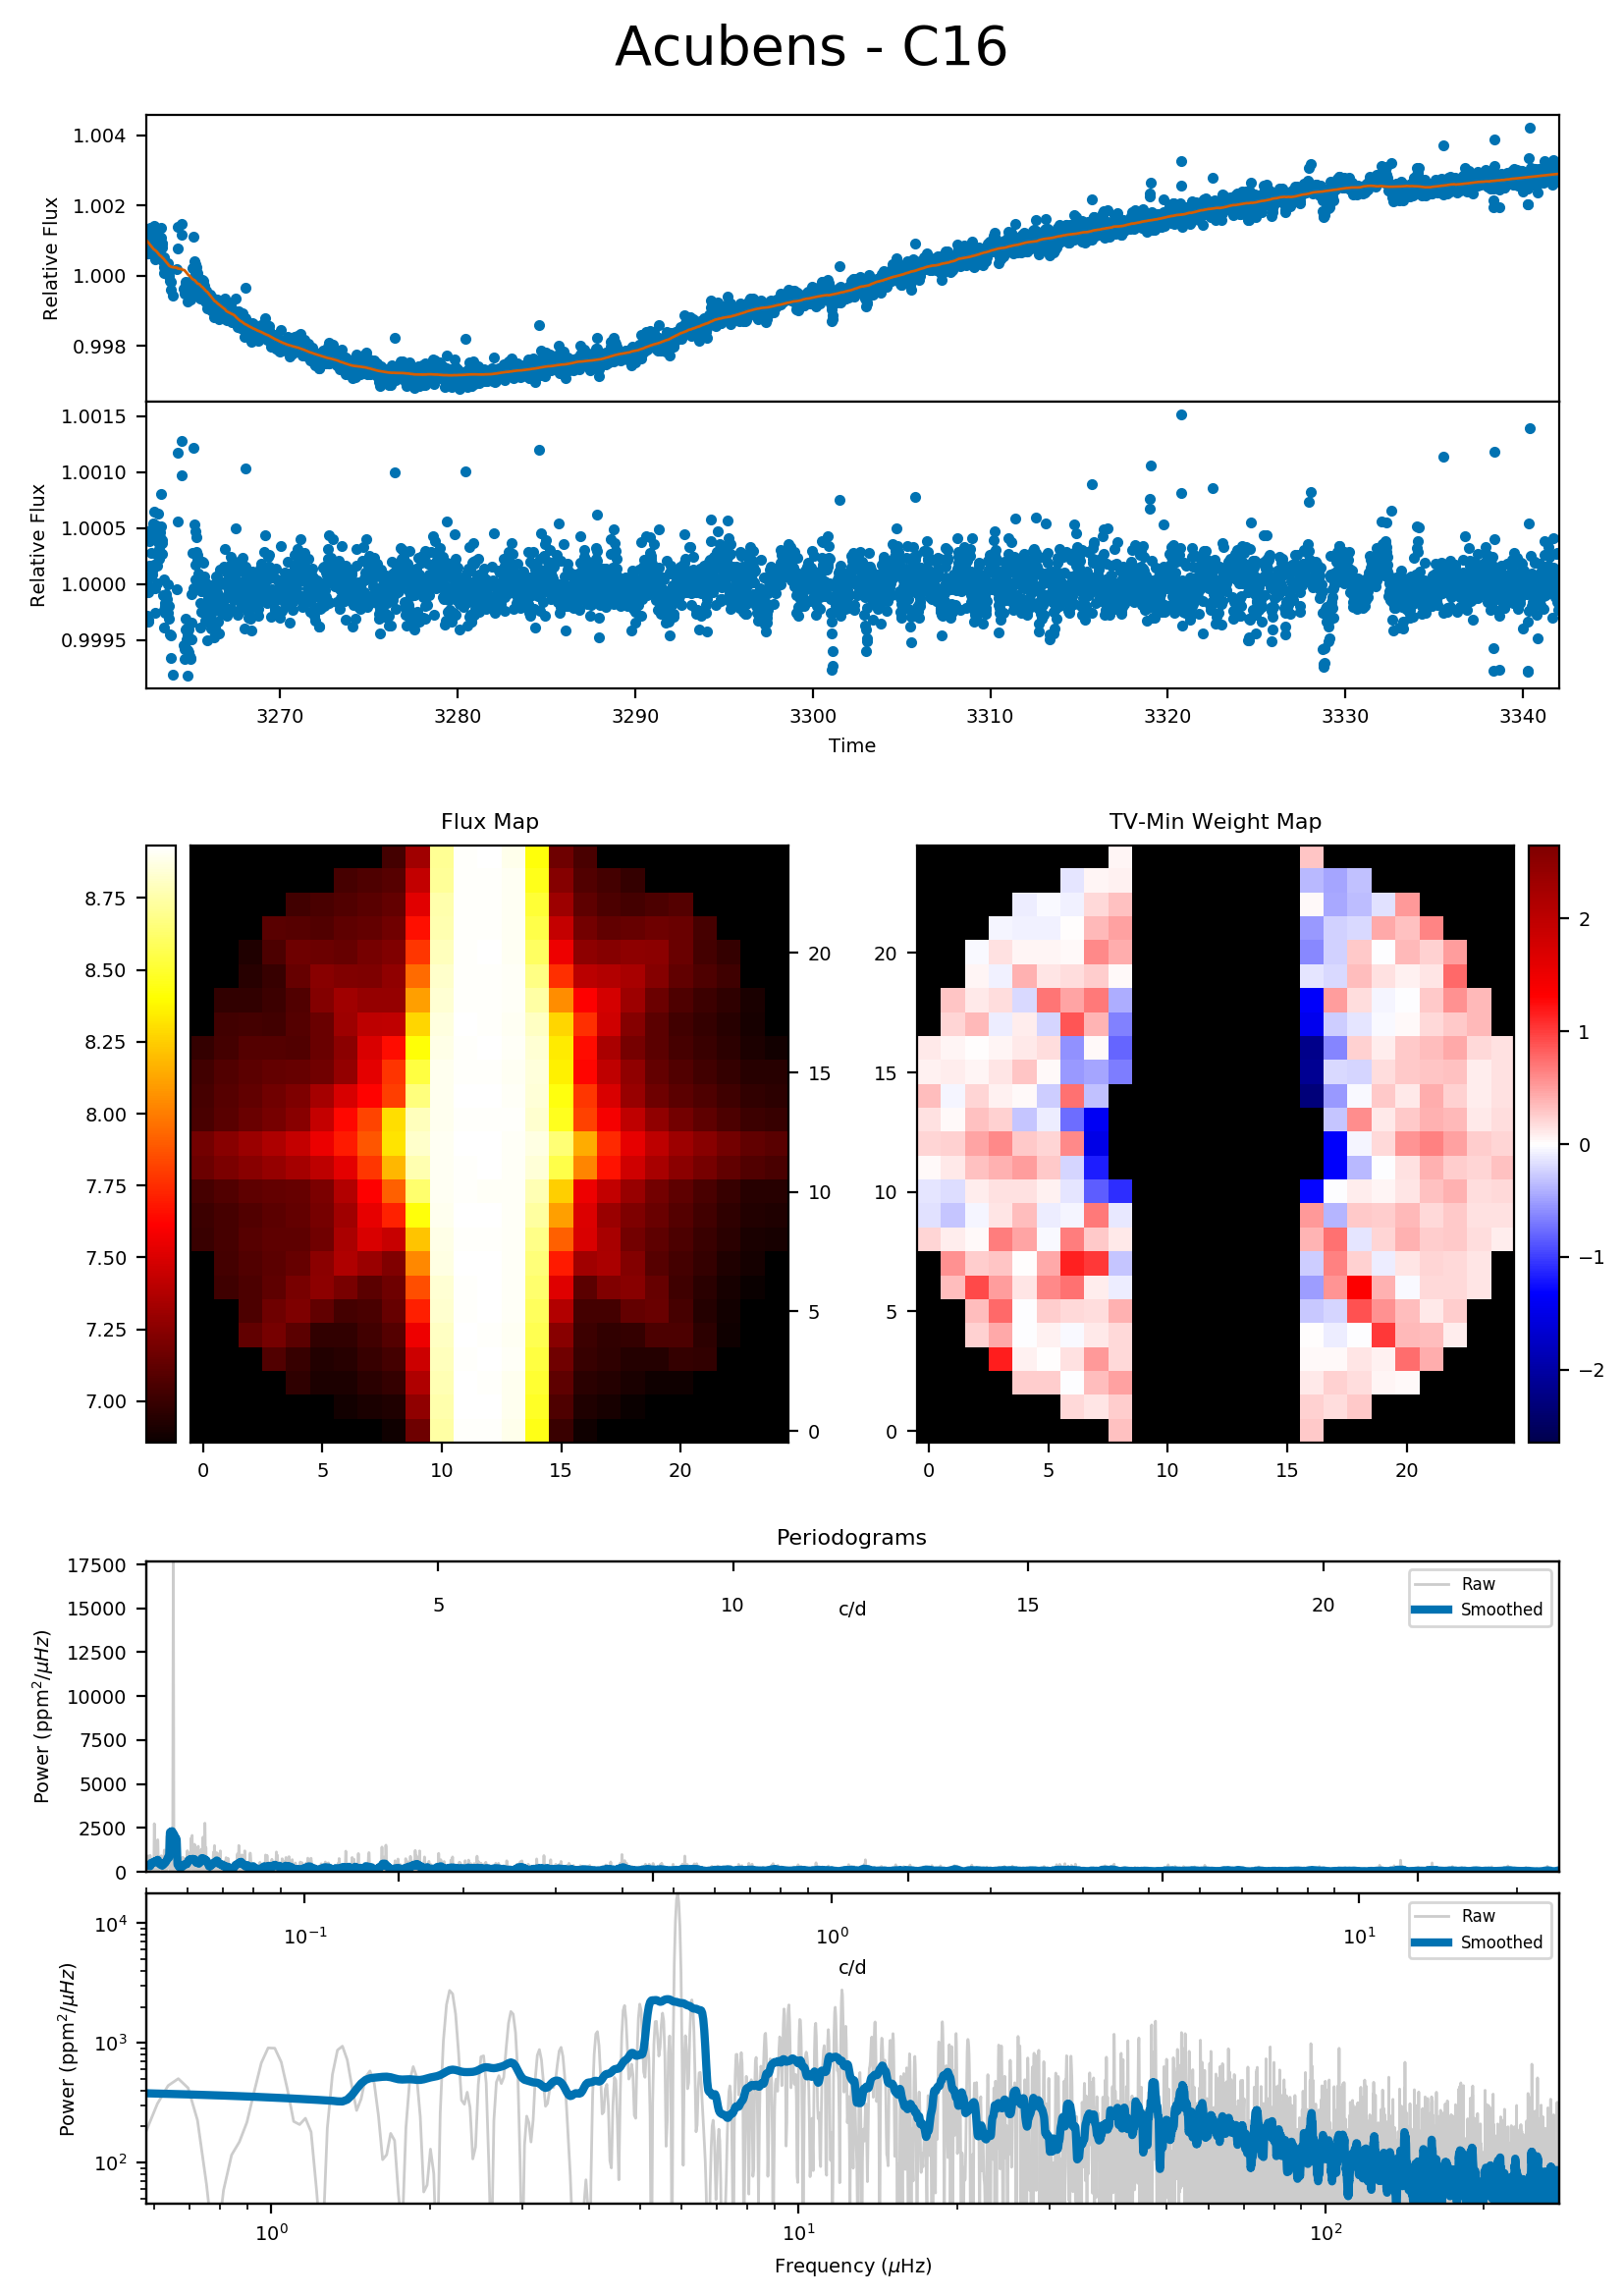 Acubens - C16
1.004
1.002
1.000
0.998
Relative Flux
1.0015
1.0010
1.0005
1.0000
0.9995
Relative Flux
3270 3280 3290 3300 3310 3320 3330 3340
Time
Flux Map
TV-Min Weight Map
8.75
8.50
8.25
8.00
7.75
7.50
7.25
7.00
20
15
10
5
0
0 5 10 15 20
20
15
10
5
0
0 5 10 15 20
2
1
0
−1
−2
Periodograms
17500
15000
12500
10000
7500
5000
2500
0
Power (ppm²/μHz)
5 10 15 20
c/d
Raw
Smoothed
10⁴
10³
10²
Power (ppm²/μHz)
10⁻¹ 10⁰ 10¹
c/d
Raw
Smoothed
10⁰ 10¹ 10²
Frequency (μHz)